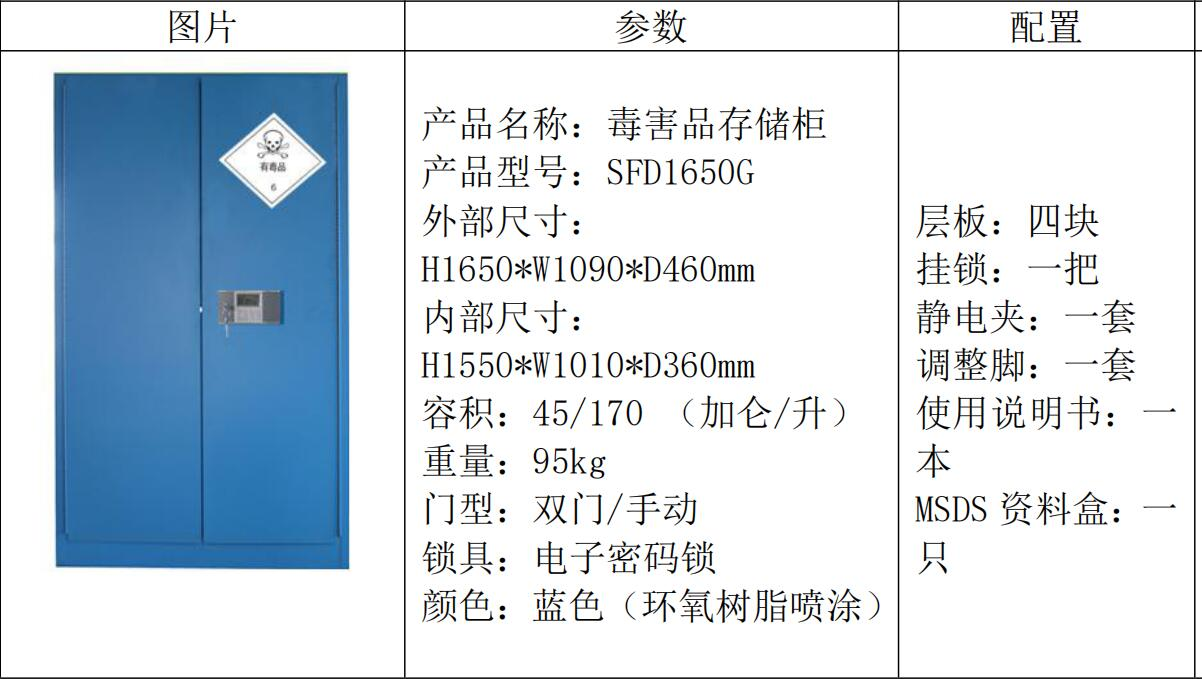 图片
参数
配置
有毒品
6
产品名称：毒害品存储柜
产品型号：SFD1650G
外部尺寸：
H1650*W1090*D460mm
内部尺寸：
H1550*W1010*D360mm
容积：45/170 （加仑/升）
重量：95kg
门型：双门/手动
锁具：电子密码锁
颜色：蓝色（环氧树脂喷涂）
层板：四块
挂锁：一把
静电夹：一套
调整脚：一套
使用说明书：一
本
MSDS 资料盒：一
只